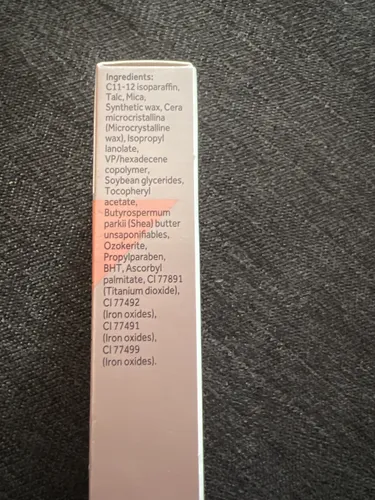 Ingredients:
C11-12 isoparaffin,
Talc, Mica,
Synthetic wax, Cera
microcristallina
(Microcrystalline
wax), Isopropyl
lanolate,
VP/hexadecene
copolymer,
Soybean glycerides,
Tocopheryl
acetate,
Butyrospermum
parkii (Shea) butter
unsaponifiables,
Ozokerite,
Propylparaben,
BHT, Ascorbyl
palmitate, CI 77891
(Titanium dioxide),
CI 77492
(Iron oxides),
CI 77491
(Iron oxides),
CI 77499
(Iron oxides).